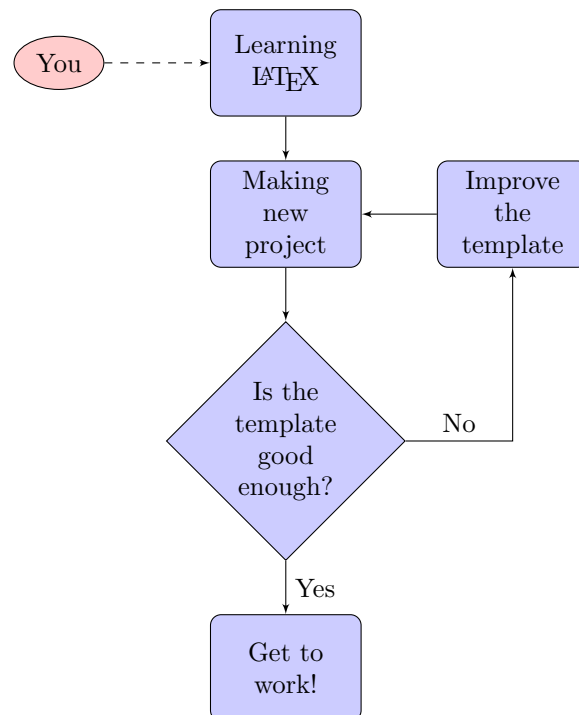 You
Learning
LATEX
Making
new
project
Improve
the
template
Is the
template
good
enough?
No
Yes
Get to
work!